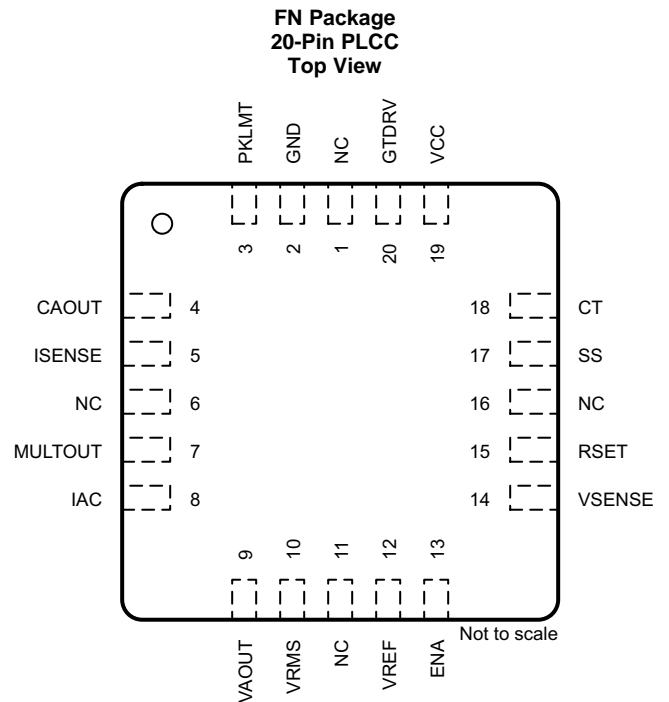 FN Package
20-Pin PLCC
Top View
PKLMT GND NC GTDRV VCC
3 2 1 20 19
CAOUT 4 18 CT
ISENSE 5 17 SS
NC 6 16 NC
MULTOUT 7 15 RSET
IAC 8 14 VSENSE
9 10 11 12 13
Not to scale
VAOUT VRMS NC VREF ENA